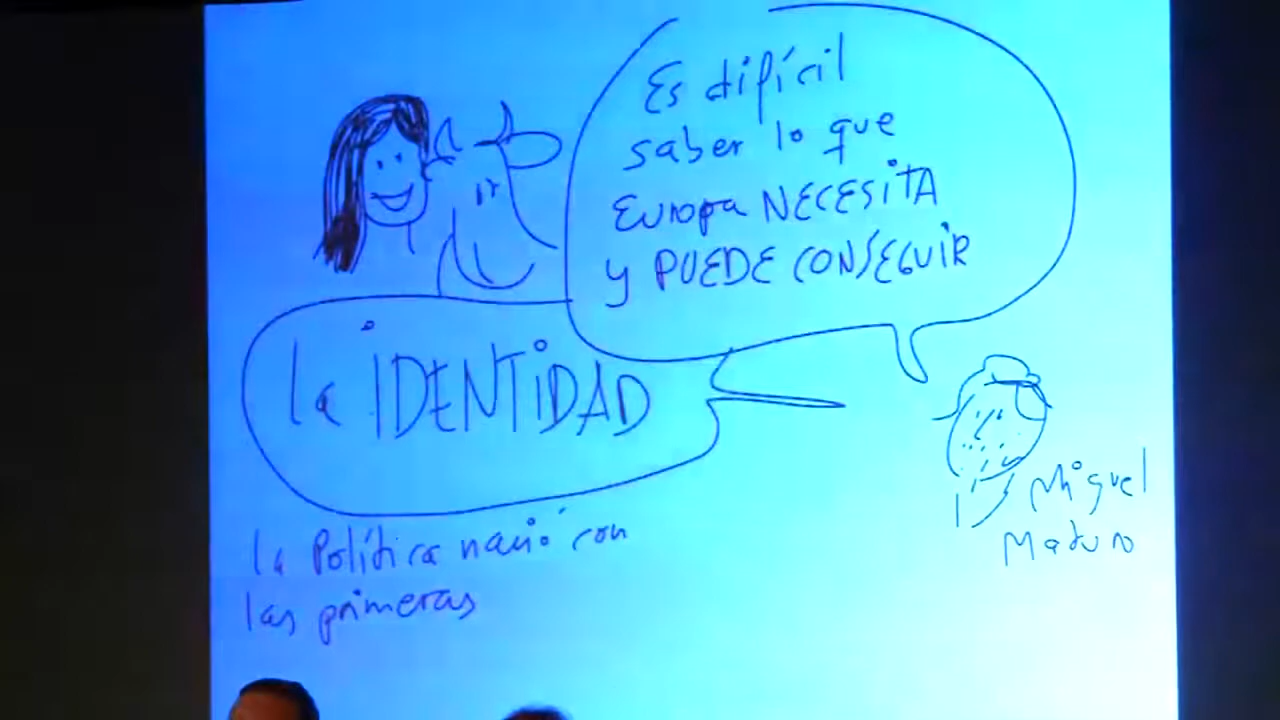 Es difícil
saber lo que
Europa NECESITA
y PUEDE CONSEGUIR
la IDENTIDAD
Miguel
Maduro
la Política nació con
las primeras